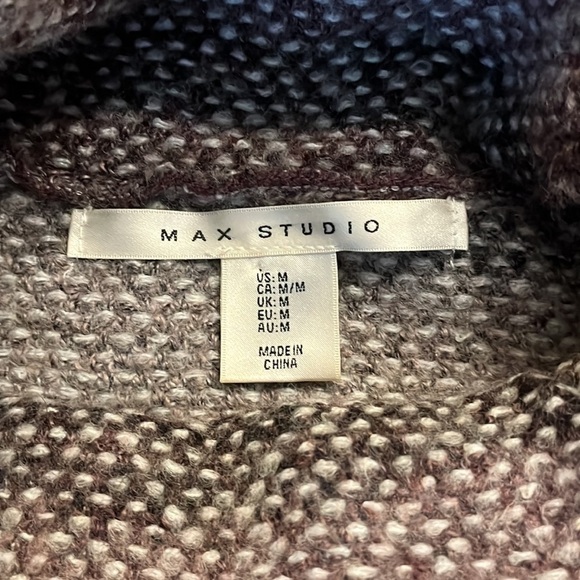 MAX STUDIO
US: M
CA: M/M
UK: M
EU: M
AU: M
MADE IN
CHINA